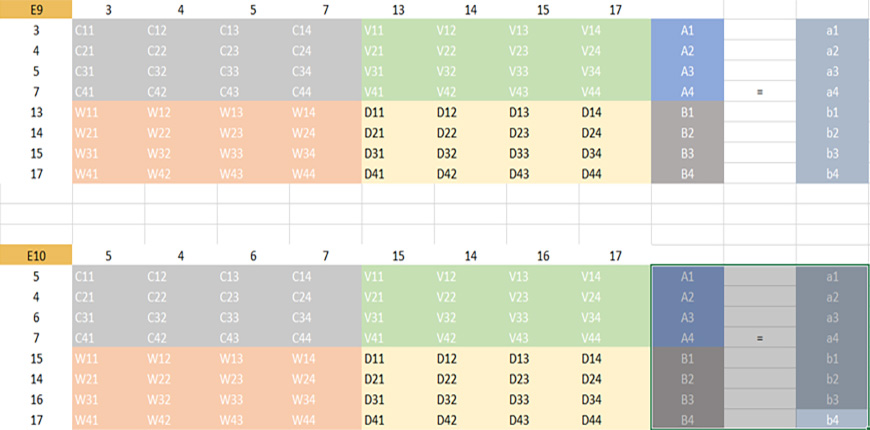 E9 3 4 5 7 13 14 15 17
3 C11 C12 C13 C14 V11 V12 V13 V14 A1 a1
4 C21 C22 C23 C24 V21 V22 V23 V24 A2 a2
5 C31 C32 C33 C34 V31 V32 V33 V34 A3 a3
7 C41 C42 C43 C44 V41 V42 V43 V44 A4 = a4
13 W11 W12 W13 W14 D11 D12 D13 D14 B1 b1
14 W21 W22 W23 W24 D21 D22 D23 D24 B2 b2
15 W31 W32 W33 W34 D31 D32 D33 D34 B3 b3
17 W41 W42 W43 W44 D41 D42 D43 D44 B4 b4
E10 5 4 6 7 15 14 16 17
5 C11 C12 C13 C14 V11 V12 V13 V14 A1 a1
4 C21 C22 C23 C24 V21 V22 V23 V24 A2 a2
6 C31 C32 C33 C34 V31 V32 V33 V34 A3 a3
7 C41 C42 C43 C44 V41 V42 V43 V44 A4 = a4
15 W11 W12 W13 W14 D11 D12 D13 D14 B1 b1
14 W21 W22 W23 W24 D21 D22 D23 D24 B2 b2
16 W31 W32 W33 W34 D31 D32 D33 D34 B3 b3
17 W41 W42 W43 W44 D41 D42 D43 D44 B4 b4